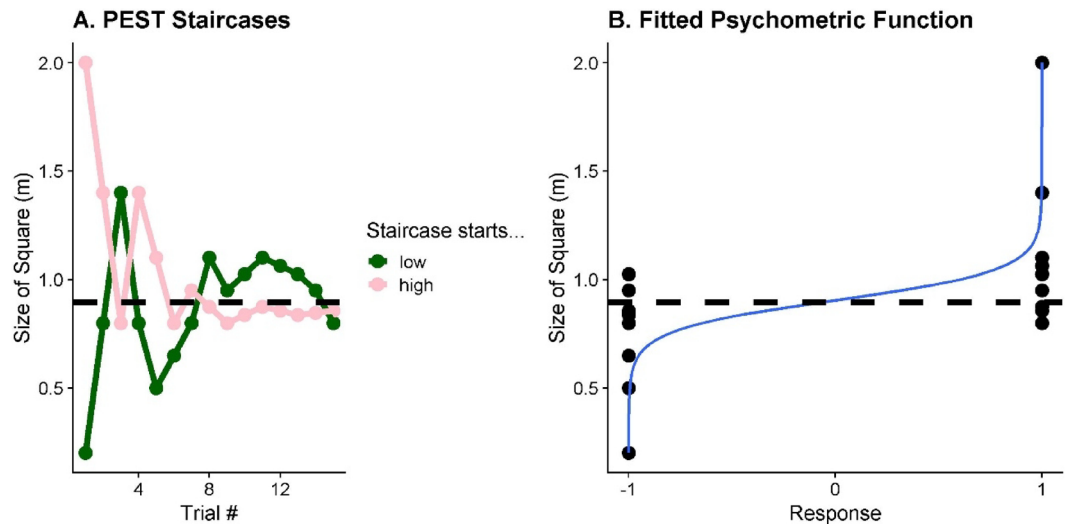 A. PEST Staircases
Size of Square (m)
2.0
1.5
1.0
0.5
4
8
12
Trial #
Staircase starts...
low
high
B. Fitted Psychometric Function
Size of Square (m)
2.0
1.5
1.0
0.5
-1
0
1
Response